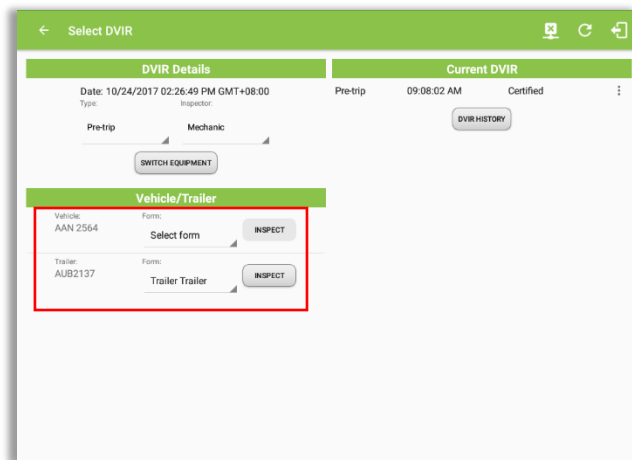 Select DVIR
DVIR Details
Date: 10/24/2017 02:26:49 PM GMT+08:00
Type: Inspector:
Pre-trip Mechanic
SWITCH EQUIPMENT
Vehicle/Trailer
Vehicle: Form:
AAN 2564 Select form INSPECT
Trailer: Form:
AUB2137 Trailer Trailer INSPECT
Current DVIR
Pre-trip 09:08:02 AM Certified
DVIR HISTORY